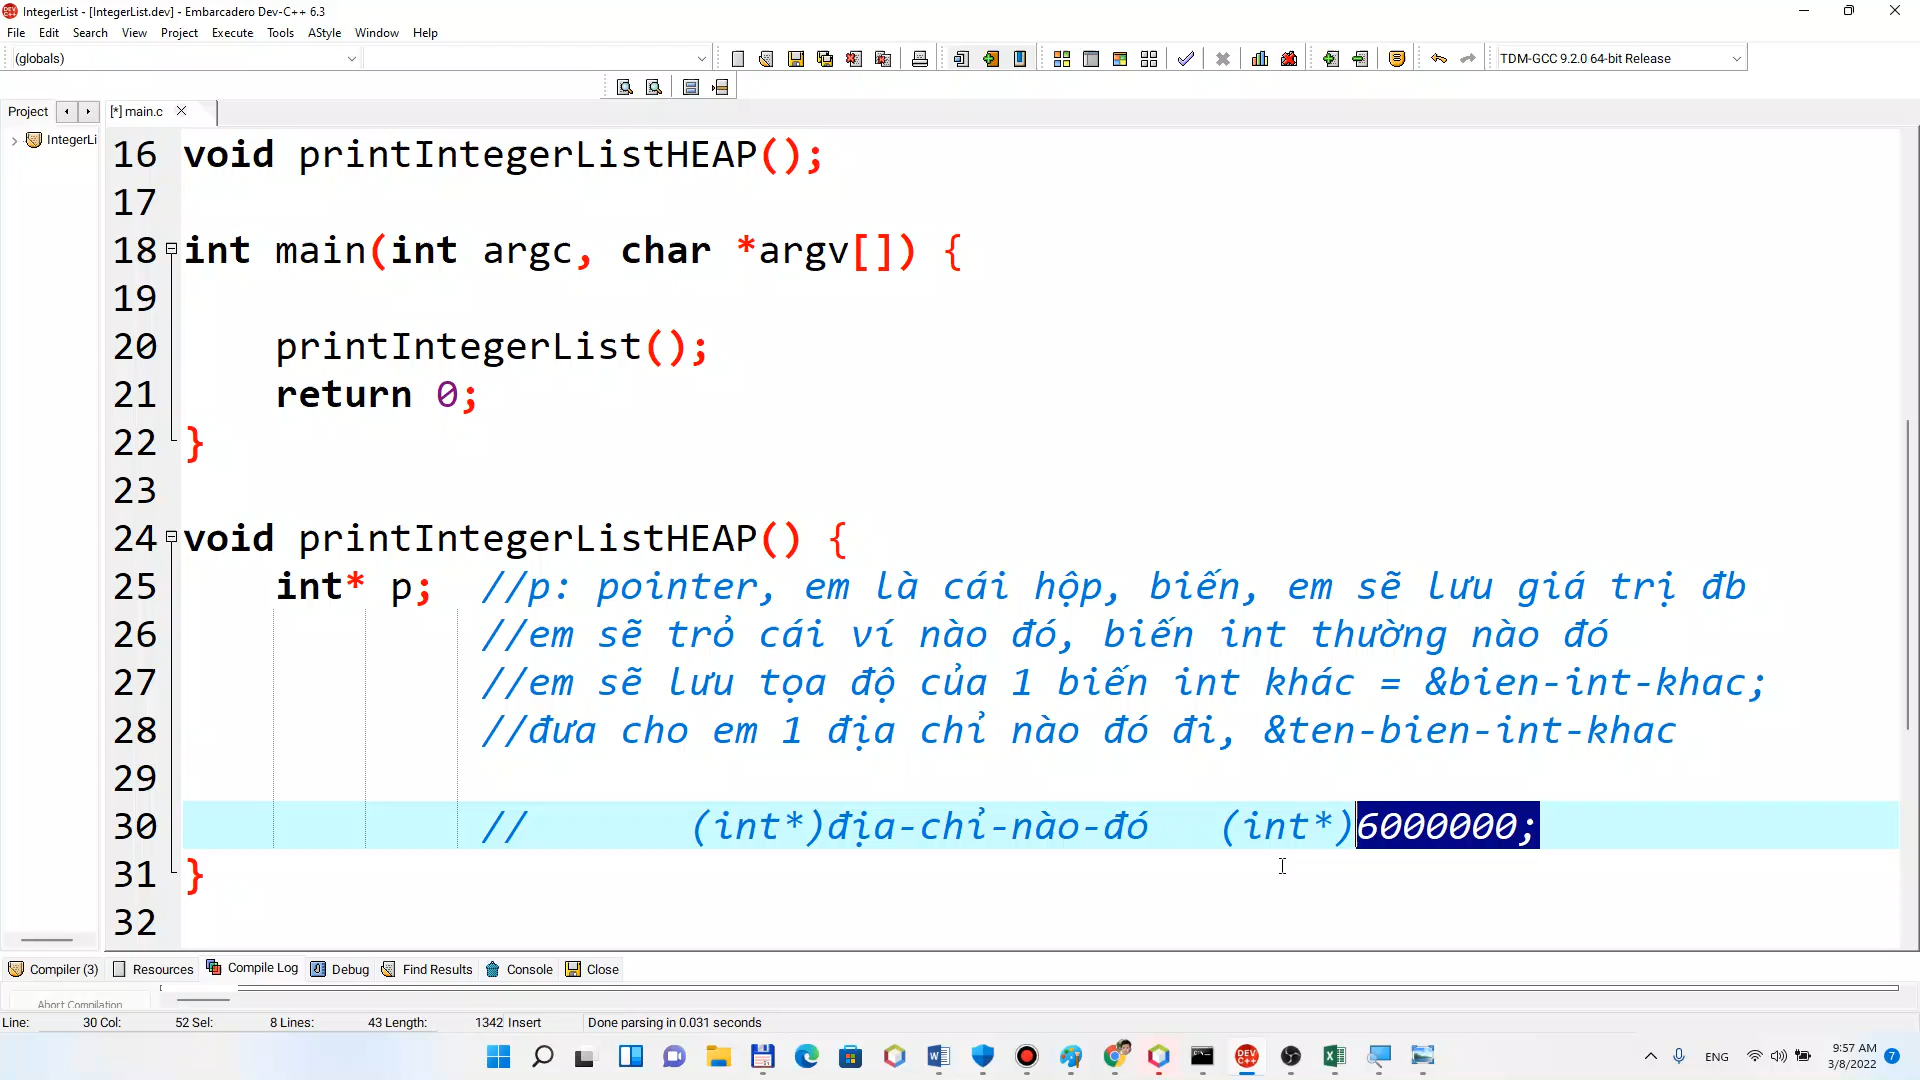 IntegerList - [IntegerList.dev] - Embarcadero Dev-C++ 6.3
File Edit Search View Project Execute Tools AStyle Window Help
(globals)
TDM-GCC 9.2.0 64-bit Release
Project
[*] main.c
IntegerLi
16 void printIntegerListHEAP();
17
18 int main(int argc, char *argv[]) {
19
20 printIntegerList();
21 return 0;
22 }
23
24 void printIntegerListHEAP() {
25 int* p; //p: pointer, em là cái hộp, biến, em sẽ lưu giá trị đb
26 //em sẽ trỏ cái ví nào đó, biến int thường nào đó
27 //em sẽ lưu tọa độ của 1 biến int khác = &bien-int-khac;
28 //đưa cho em 1 địa chỉ nào đó đi, &ten-bien-int-khac
29
30 // (int*)địa-chỉ-nào-đó (int*)6000000;
31 }
32
Compiler (3) Resources Compile Log Debug Find Results Console Close
Abort Compilation
Line: 30 Col: 52 Sel: 8 Lines: 43 Length: 1342 Insert Done parsing in 0.031 seconds
DEV C++
ENG
9:57 AM
3/8/2022
7